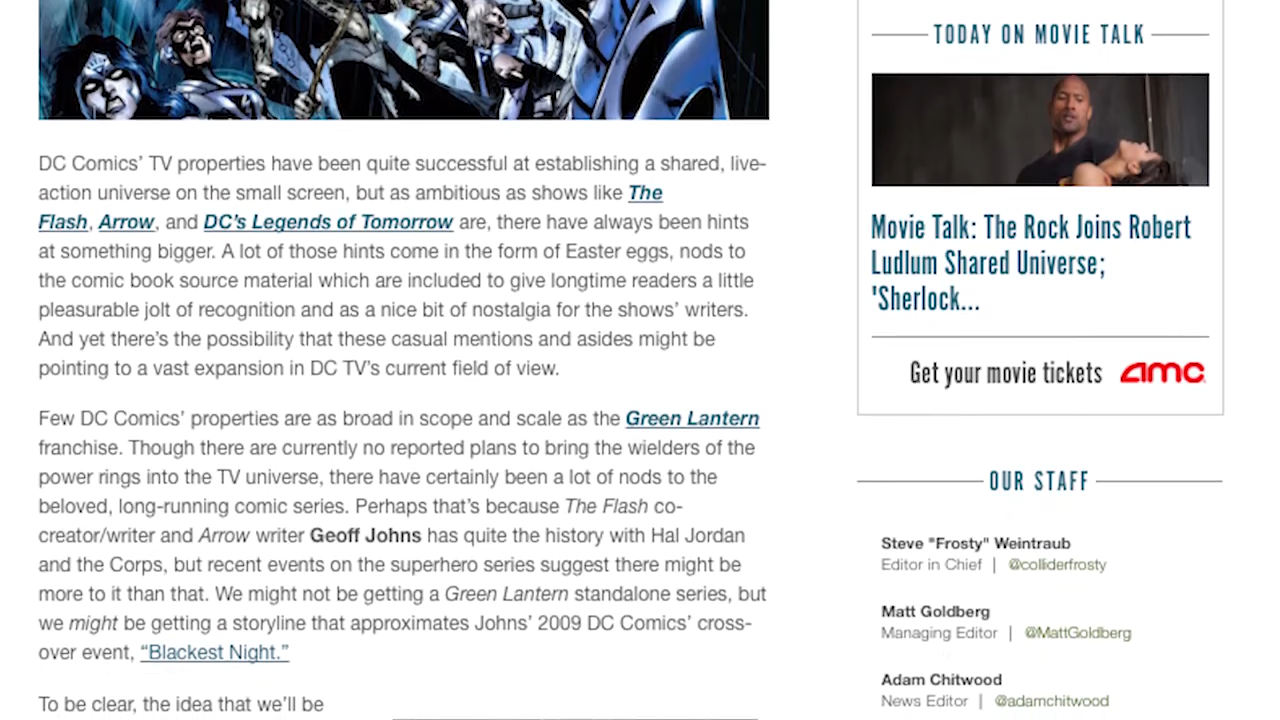 DC Comics’ TV properties have been quite successful at establishing a shared, live-
action universe on the small screen, but as ambitious as shows like The
Flash, Arrow, and DC’s Legends of Tomorrow are, there have always been hints
at something bigger. A lot of those hints come in the form of Easter eggs, nods to
the comic book source material which are included to give longtime readers a little
pleasurable jolt of recognition and as a nice bit of nostalgia for the shows’ writers.
And yet there’s the possibility that these casual mentions and asides might be
pointing to a vast expansion in DC TV’s current field of view.
Few DC Comics’ properties are as broad in scope and scale as the Green Lantern
franchise. Though there are currently no reported plans to bring the wielders of the
power rings into the TV universe, there have certainly been a lot of nods to the
beloved, long-running comic series. Perhaps that’s because The Flash co-
creator/writer and Arrow writer Geoff Johns has quite the history with Hal Jordan
and the Corps, but recent events on the superhero series suggest there might be
more to it than that. We might not be getting a Green Lantern standalone series, but
we might be getting a storyline that approximates Johns’ 2009 DC Comics’ cross-
over event, “Blackest Night.”
To be clear, the idea that we’ll be
TODAY ON MOVIE TALK
Movie Talk: The Rock Joins Robert
Ludlum Shared Universe;
'Sherlock...
Get your movie tickets amc
OUR STAFF
Steve "Frosty" Weintraub
Editor in Chief | @colliderfrosty
Matt Goldberg
Managing Editor | @MattGoldberg
Adam Chitwood
News Editor | @adamchitwood